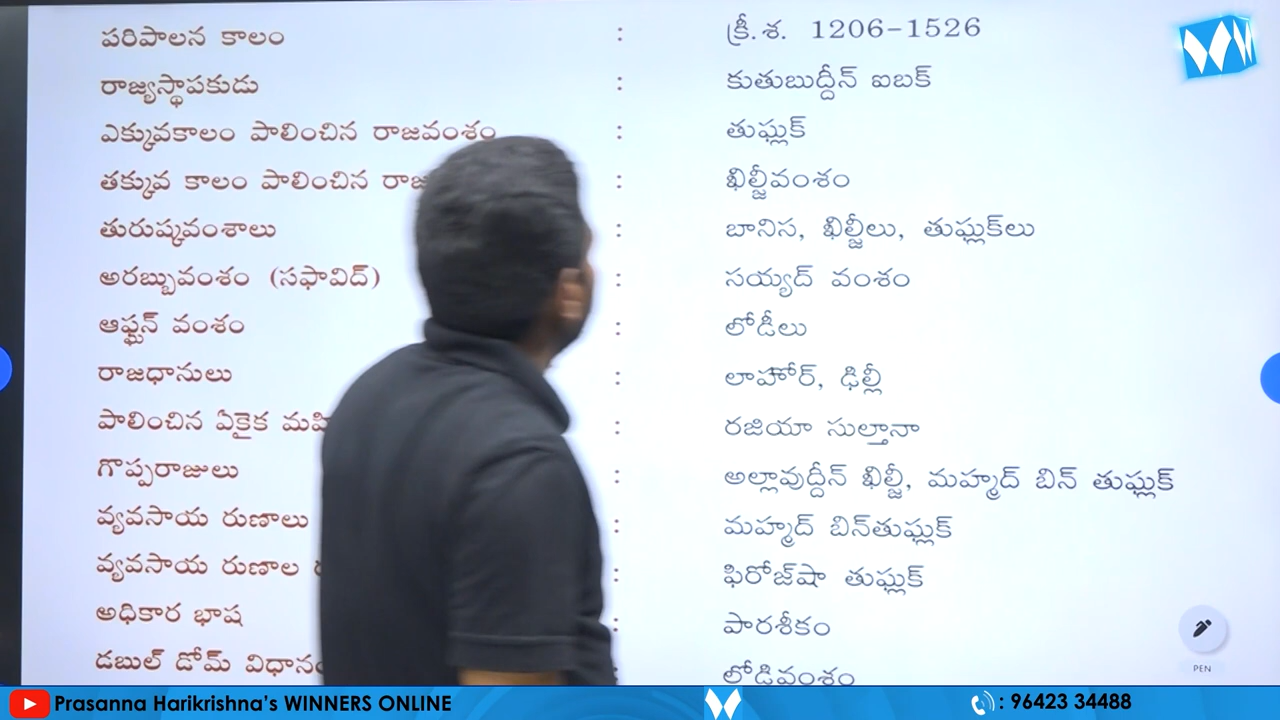 పరిపాలన కాలం : క్రీ.శ. 1206-1526
రాజ్యస్థాపకుడు : కుతుబుద్దీన్ ఐబక్
ఎక్కువకాలం పాలించిన రాజవంశం : తుఘ్లక్
తక్కువ కాలం పాలించిన : ఖిల్జీవంశం
తురుష్కవంశాలు : బానిస, ఖిల్జీలు, తుఘ్లక్‌లు
అరబ్బువంశం (సఫావిద్) : సయ్యద్ వంశం
ఆఫ్ఘన్ వంశం : లోడీలు
రాజధానులు : లాహోర్, ఢిల్లీ
పాలించిన ఏకైక : రజియా సుల్తానా
గొప్పరాజులు : అల్లావుద్దీన్ ఖిల్జీ, మహ్మద్ బిన్ తుఘ్లక్
వ్యవసాయ రుణాలు : మహ్మద్ బిన్‌తుఘ్లక్
వ్యవసాయ రుణాల : ఫిరోజ్‌షా తుఘ్లక్
అధికార భాష : పారశీకం
డబుల్ డోమ్ విధానం : లోడివంశం
PEN
Prasanna Harikrishna's WINNERS ONLINE
: 96423 34488